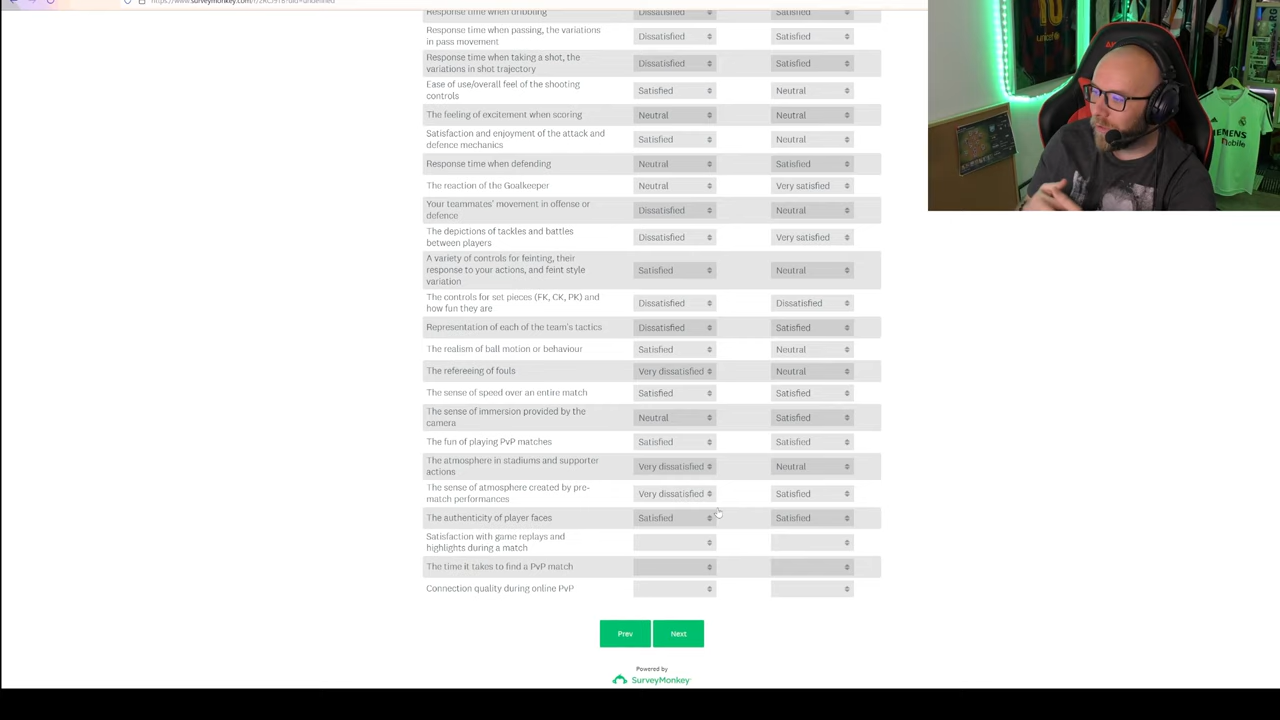 https://www.surveymonkey.com/r/
Response time when dribbling Dissatisfied Satisfied
Response time when passing, the variations
in pass movement Dissatisfied Satisfied
Response time when taking a shot, the
variations in shot trajectory Dissatisfied Satisfied
Ease of use/overall feel of the shooting
controls Satisfied Neutral
The feeling of excitement when scoring Neutral Neutral
Satisfaction and enjoyment of the attack and
defence mechanics Satisfied Neutral
Response time when defending Neutral Satisfied
The reaction of the Goalkeeper Neutral Very satisfied
Your teammates' movement in offense or
defence Dissatisfied Neutral
The depictions of tackles and battles
between players Dissatisfied Very satisfied
A variety of controls for feinting, their
response to your actions, and feint style
variation Satisfied Neutral
The controls for set pieces (FK, CK, PK) and
how fun they are Dissatisfied Dissatisfied
Representation of each of the team's tactics Dissatisfied Satisfied
The realism of ball motion or behaviour Satisfied Neutral
The refereeing of fouls Very dissatisfied Neutral
The sense of speed over an entire match Satisfied Satisfied
The sense of immersion provided by the
camera Neutral Satisfied
The fun of playing PvP matches Satisfied Satisfied
The atmosphere in stadiums and supporter
actions Very dissatisfied Neutral
The sense of atmosphere created by pre-
match performances Very dissatisfied Satisfied
The authenticity of player faces Satisfied Satisfied
Satisfaction with game replays and
highlights during a match
The time it takes to find a PvP match
Connection quality during online PvP
Prev Next
Powered by
SurveyMonkey
10
unicef
SIEMENS
mobile